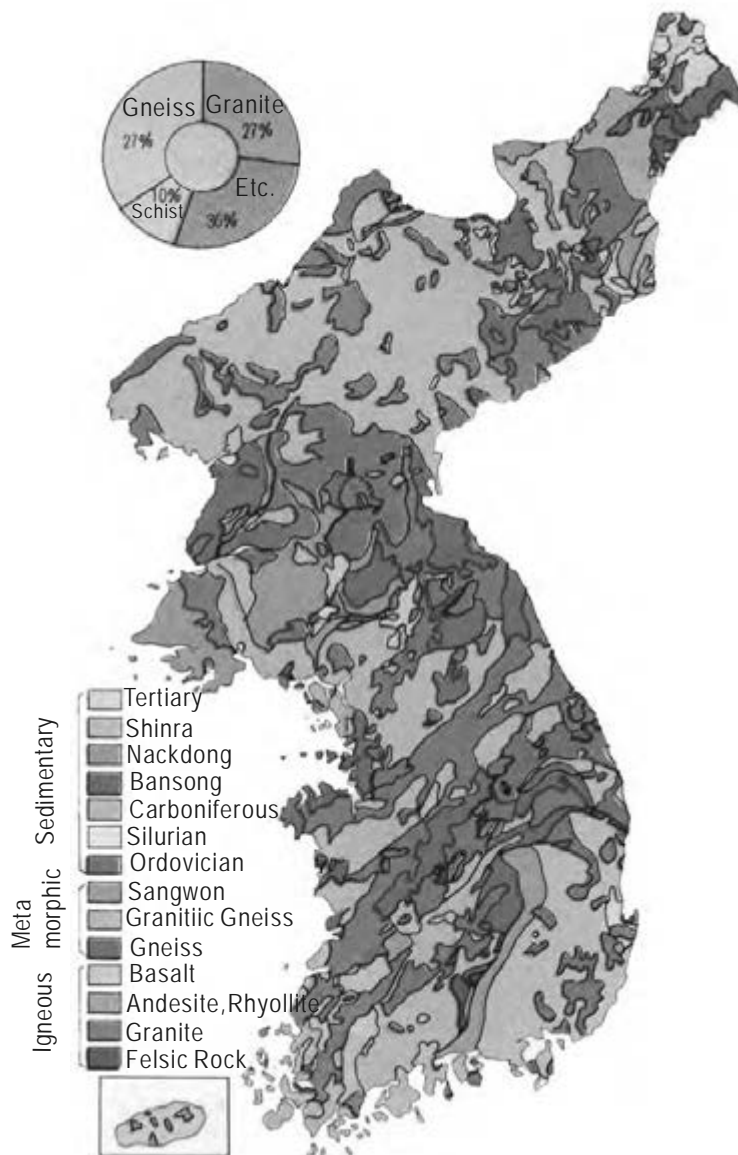 Gneiss Granite
27% 27%
Etc.
10%
Schist
36%
Sedimentary
Tertiary
Shinra
Nackdong
Bansong
Carboniferous
Silurian
Ordovician
Meta
morphic
Sangwon
Granitiic Gneiss
Gneiss
Igneous
Basalt
Andesite,Rhyollite
Granite
Felsic Rock